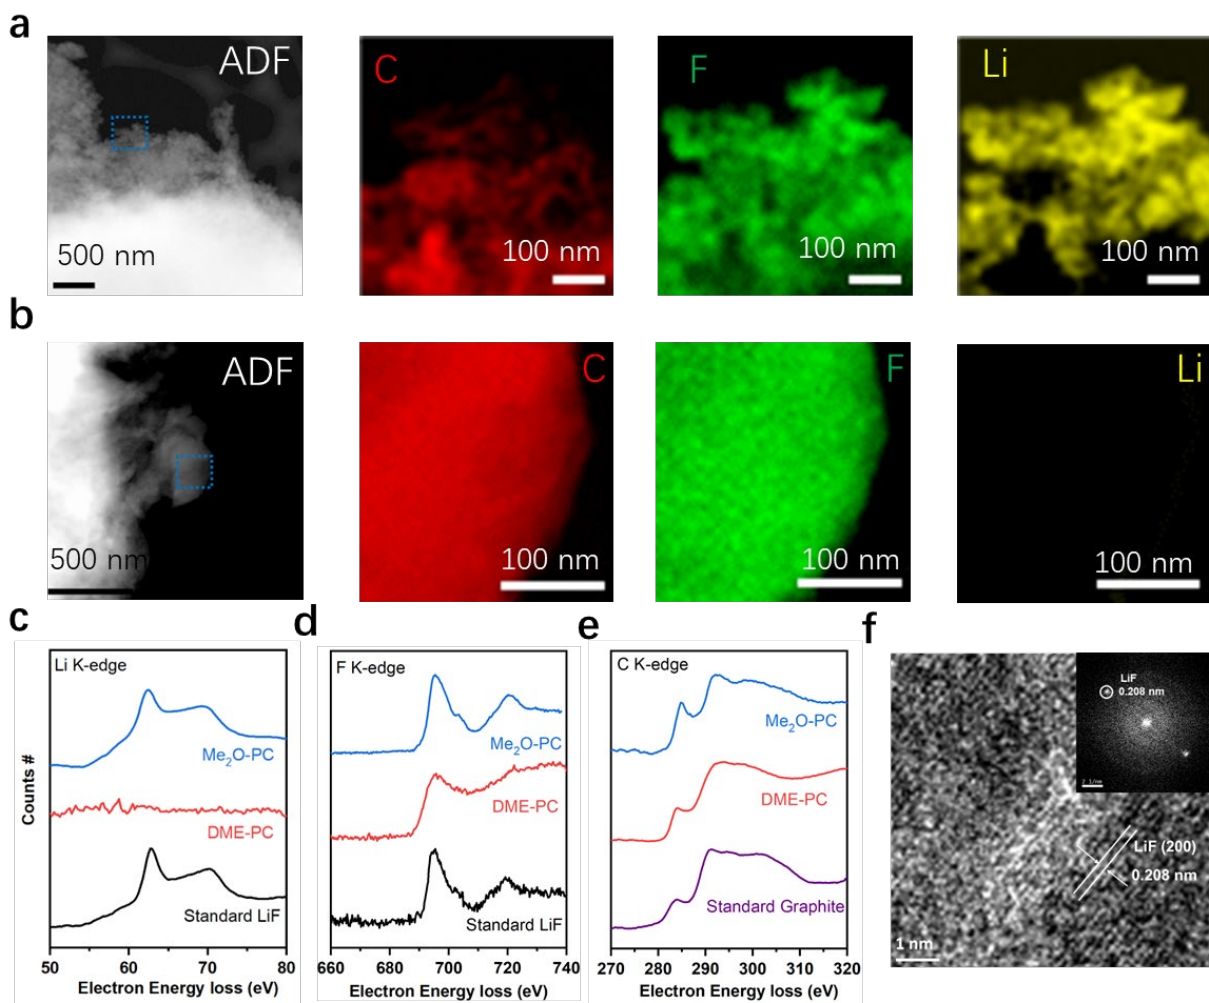 a
ADF
500 nm
C
100 nm
F
100 nm
Li
100 nm
b
ADF
500 nm
C
100 nm
F
100 nm
Li
100 nm
c
Li K-edge
Me₂O-PC
DME-PC
Standard LiF
Counts #
50 60 70 80
Electron Energy loss (eV)
d
F K-edge
Me₂O-PC
DME-PC
Standard LiF
660 680 700 720 740
Electron Energy loss (eV)
e
C K-edge
Me₂O-PC
DME-PC
Standard Graphite
270 280 290 300 310 320
Electron Energy loss (eV)
f
LiF
0.208 nm
2 1/nm
LiF (200)
0.208 nm
1 nm